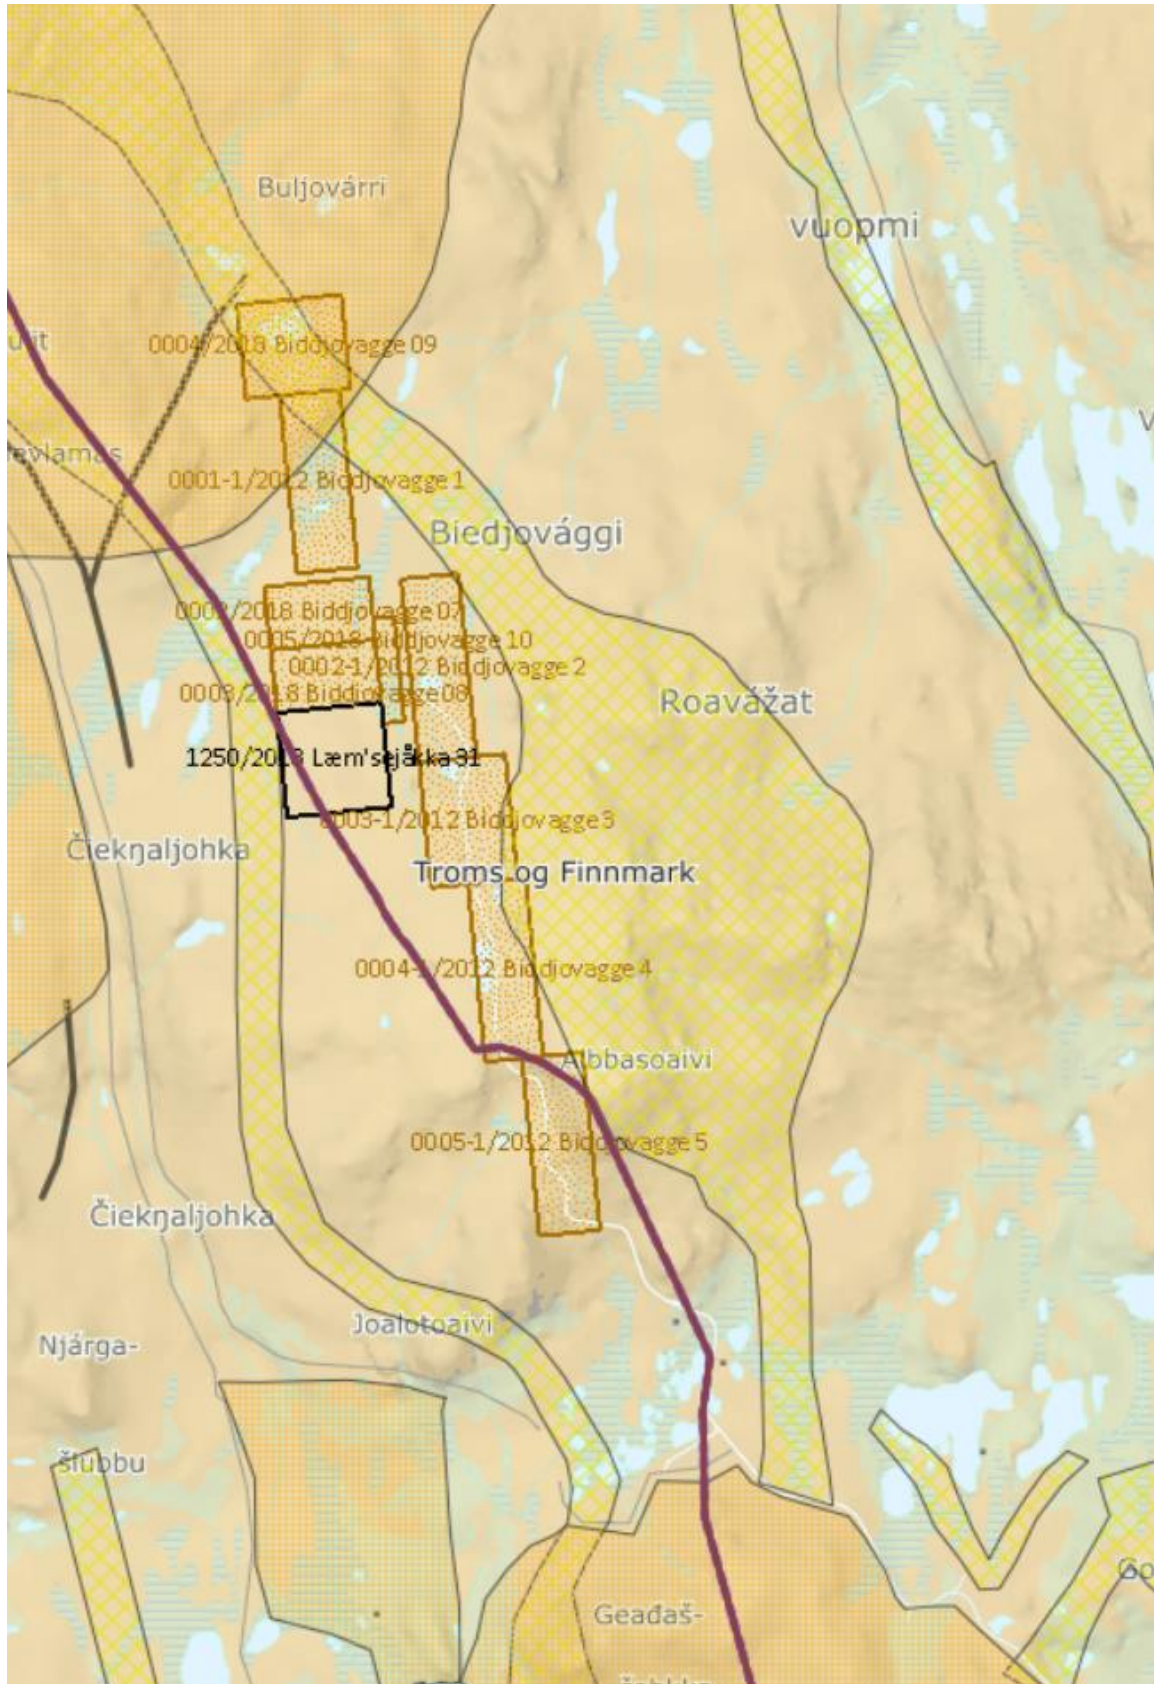 Buljovárri
vuopmi
0004/2018 Biddjovagge 09
0001-1/2012 Biddjovagge 1
Biedjovággi
0002/2018 Biddjovagge 07
0005/2018 Biddjovagge 10
0002-1/2012 Biddjovagge 2
0003/2018 Biddjovagge 08
Roavážat
1250/2013 Læm'sejåkka 31
0003-1/2012 Biddjovagge 3
Čiekŋaljohka
Troms og Finnmark
0004-1/2012 Biddjovagge 4
Albbasoaivi
0005-1/2012 Biddjovagge 5
Čiekŋaljohka
Joalotoaivi
Njárga-
šlubbu
Go
Geađaš-